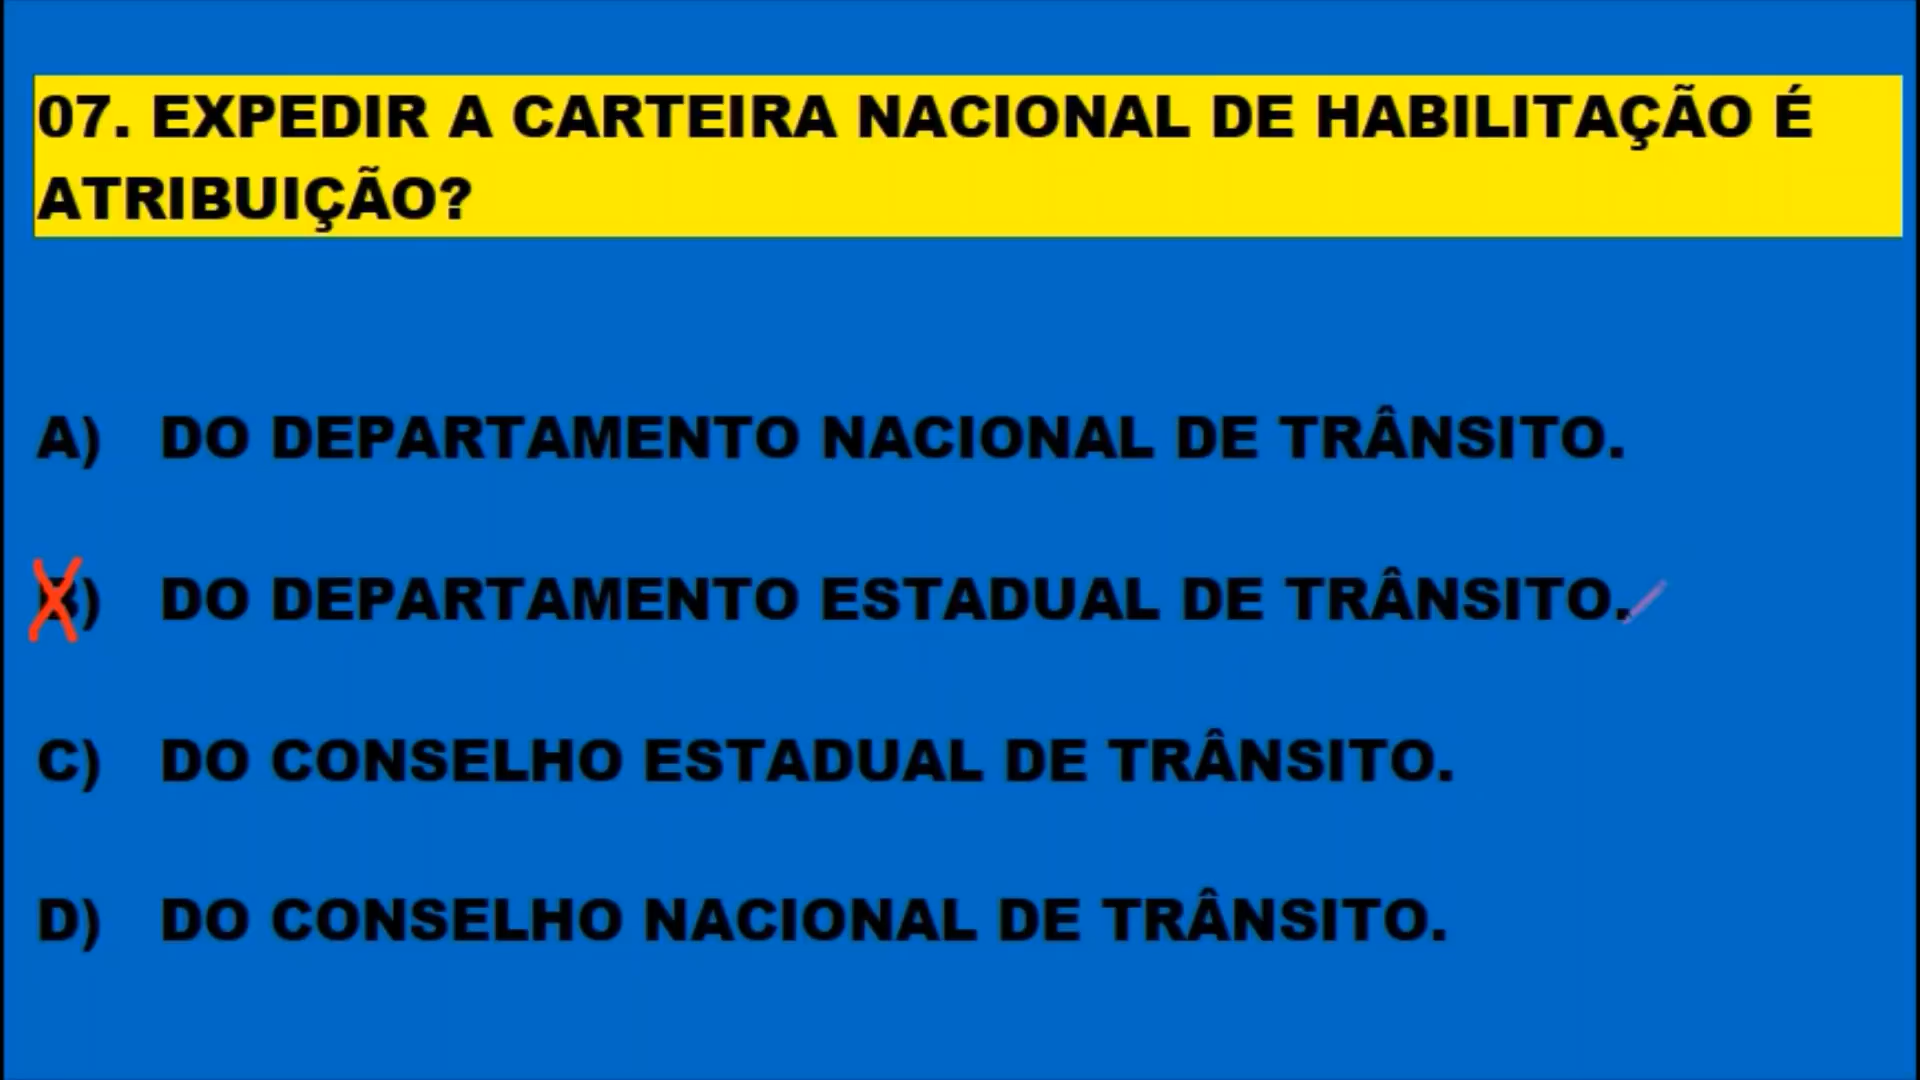 07. EXPEDIR A CARTEIRA NACIONAL DE HABILITAÇÃO É
ATRIBUIÇÃO?
A) DO DEPARTAMENTO NACIONAL DE TRÂNSITO.
B) DO DEPARTAMENTO ESTADUAL DE TRÂNSITO.
C) DO CONSELHO ESTADUAL DE TRÂNSITO.
D) DO CONSELHO NACIONAL DE TRÂNSITO.